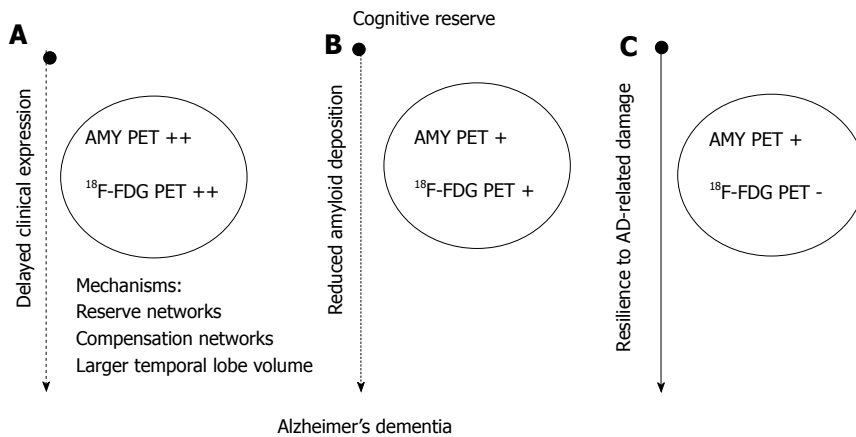 Cognitive reserve
A
Delayed clinical expression
AMY PET ++
¹⁸F-FDG PET ++
Mechanisms:
Reserve networks
Compensation networks
Larger temporal lobe volume
B
Reduced amyloid deposition
AMY PET +
¹⁸F-FDG PET +
C
Resilience to AD-related damage
AMY PET +
¹⁸F-FDG PET -
Alzheimer's dementia